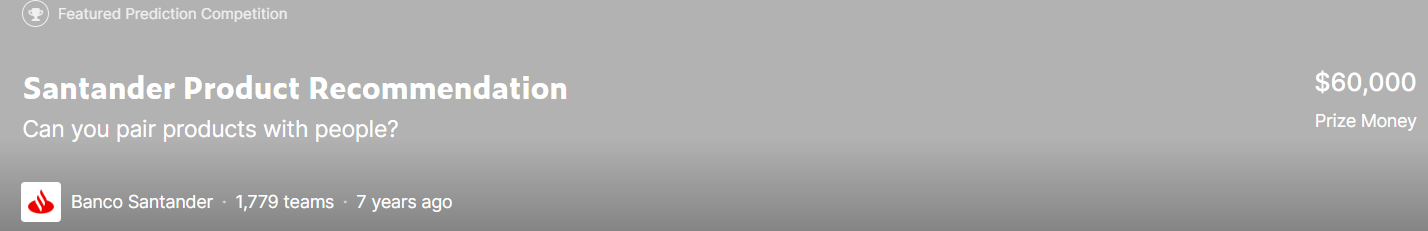 Featured Prediction Competition
Santander Product Recommendation
$60,000
Can you pair products with people?
Prize Money
Banco Santander · 1,779 teams · 7 years ago